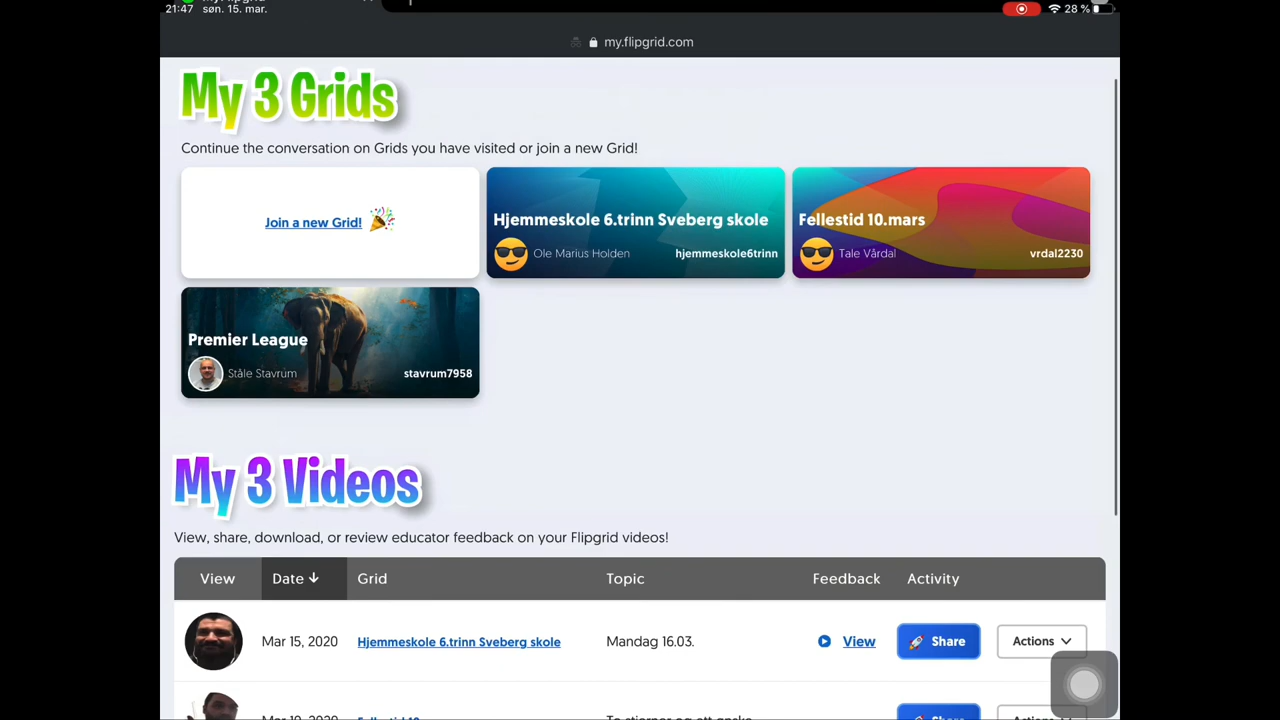 21:47 søn. 15. mar.
28 %
my.flipgrid.com
My 3 Grids
Continue the conversation on Grids you have visited or join a new Grid!
Join a new Grid!
Hjemmeskole 6.trinn Sveberg skole
Ole Marius Holden hjemmeskole6trinn
Fellestid 10.mars
Tale Vårdal vrdal2230
Premier League
Ståle Stavrum stavrum7958
My 3 Videos
View, share, download, or review educator feedback on your Flipgrid videos!
View Date Grid Topic Feedback Activity
Mar 15, 2020 Hjemmeskole 6.trinn Sveberg skole Mandag 16.03. View Share Actions